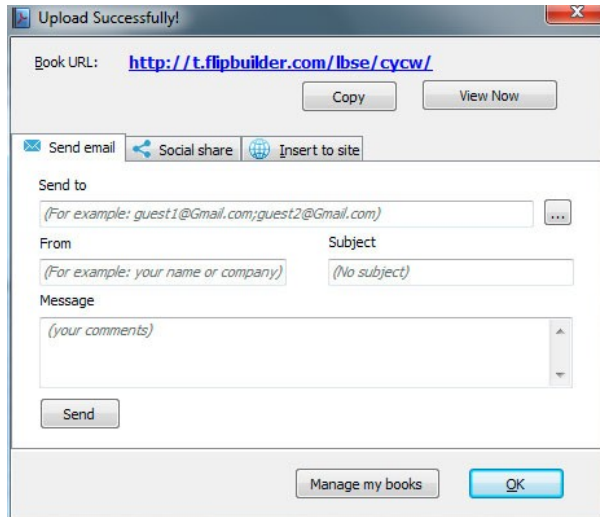 Upload Successfully!
Book URL: http://t.flipbuilder.com/lbse/cycw/
Copy View Now
Send email Social share Insert to site
Send to
(For example: guest1@Gmail.com;guest2@Gmail.com) ...
From Subject
(For example: your name or company) (No subject)
Message
(your comments)
Send
Manage my books OK